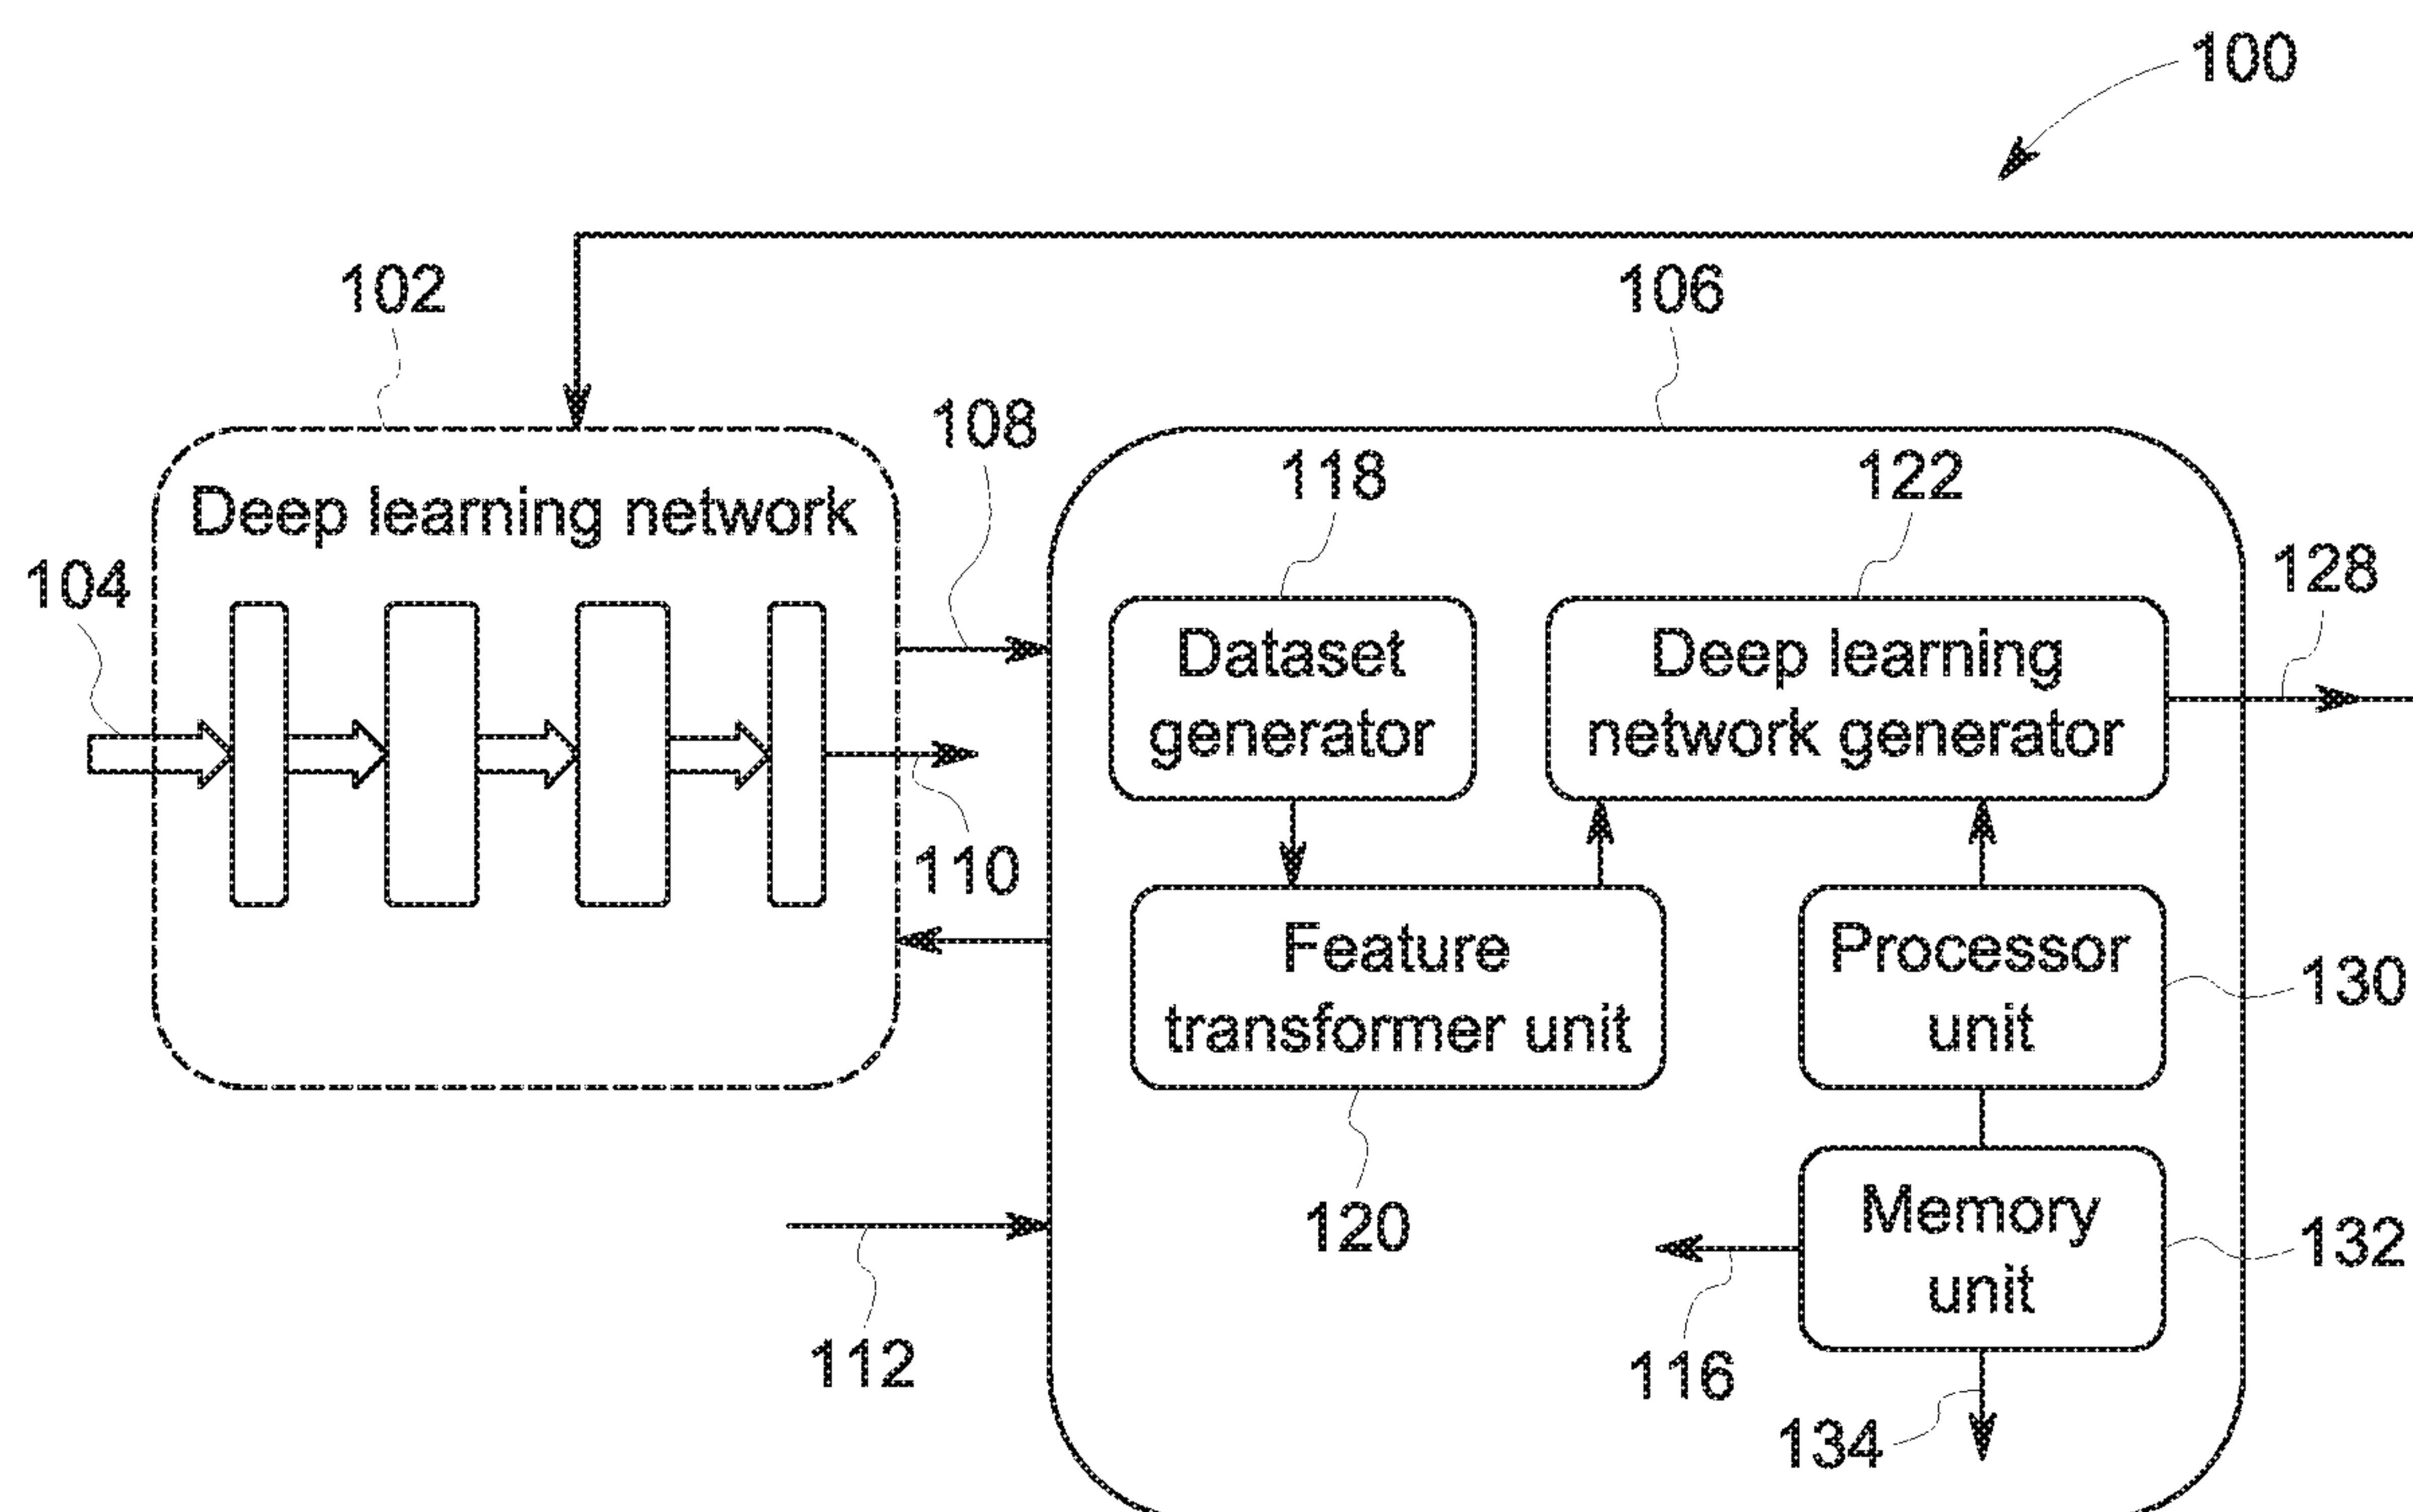 100
102
106
108
118
122
Deep learning network
104
128
Dataset
generator
Deep learning
network generator
110
Feature
transformer unit
Processor
unit
130
120
Memory
unit
132
112
116
134